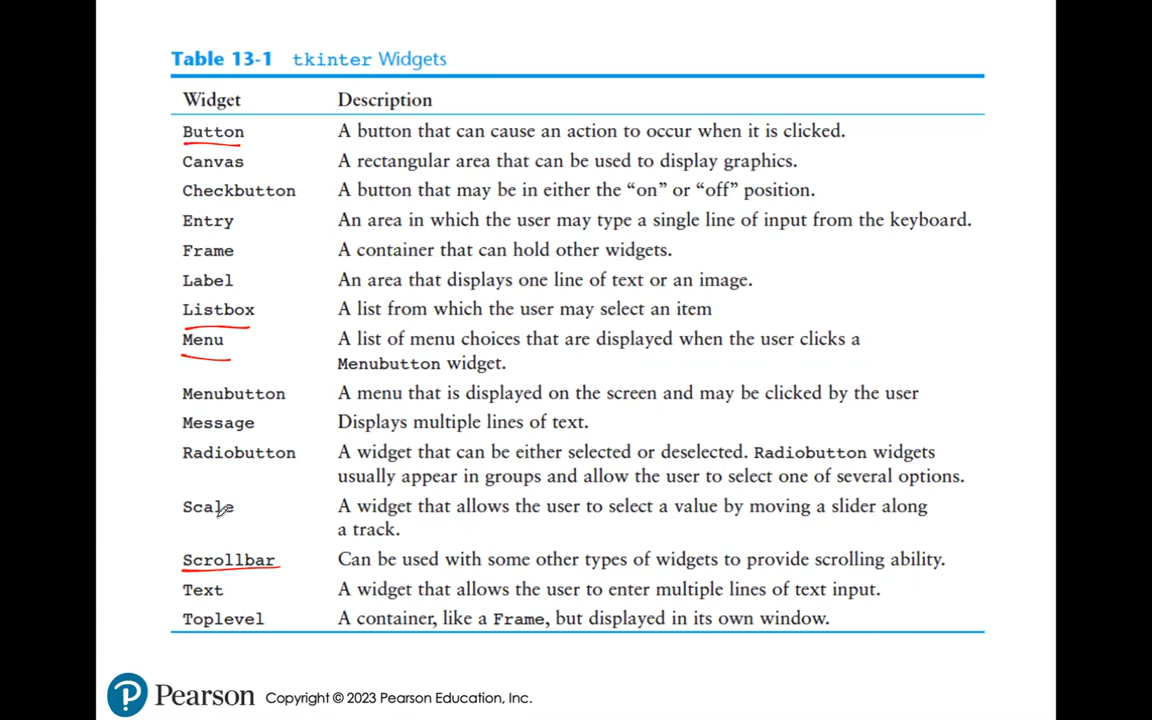 Table 13-1 tkinter Widgets
Widget Description
Button A button that can cause an action to occur when it is clicked.
Canvas A rectangular area that can be used to display graphics.
Checkbutton A button that may be in either the “on” or “off” position.
Entry An area in which the user may type a single line of input from the keyboard.
Frame A container that can hold other widgets.
Label An area that displays one line of text or an image.
Listbox A list from which the user may select an item
Menu A list of menu choices that are displayed when the user clicks a
Menubutton widget.
Menubutton A menu that is displayed on the screen and may be clicked by the user
Message Displays multiple lines of text.
Radiobutton A widget that can be either selected or deselected. Radiobutton widgets
usually appear in groups and allow the user to select one of several options.
Scale A widget that allows the user to select a value by moving a slider along
a track.
Scrollbar Can be used with some other types of widgets to provide scrolling ability.
Text A widget that allows the user to enter multiple lines of text input.
Toplevel A container, like a Frame, but displayed in its own window.
Pearson Copyright © 2023 Pearson Education, Inc.